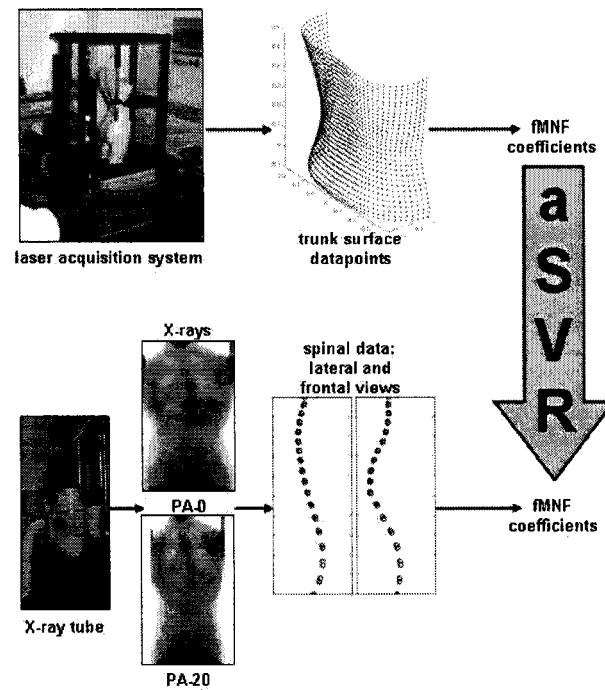 laser acquisition system
trunk surface
datapoints
fMNF
coefficients
a
S
V
R
X-rays
PA-0
PA-20
X-ray tube
spinal data:
lateral and
frontal views
fMNF
coefficients